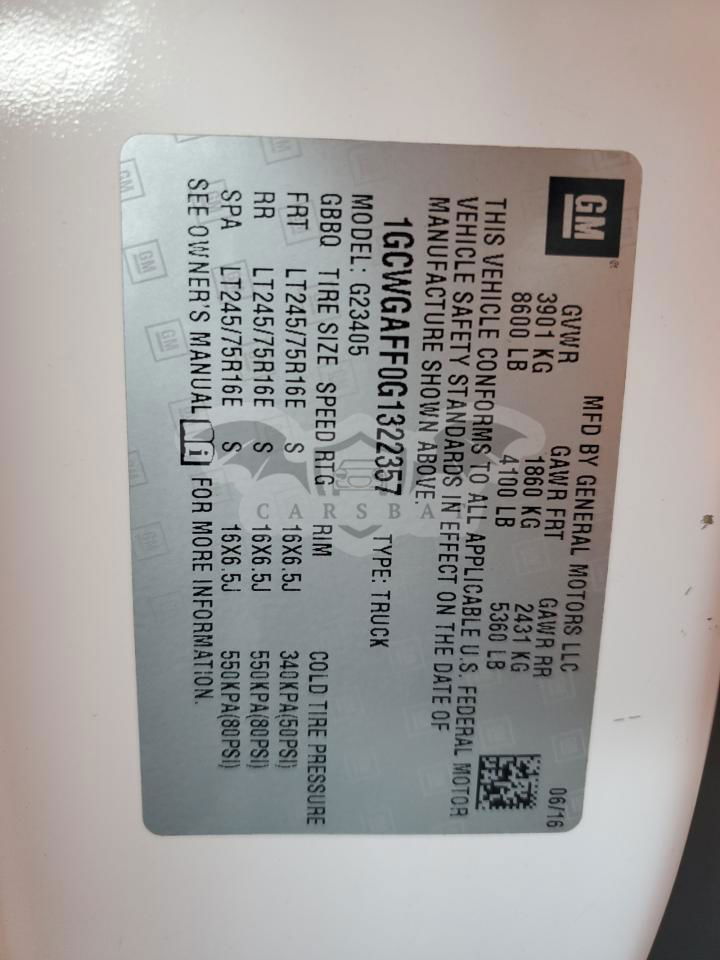 GM
MFD BY GENERAL MOTORS LLC 06/16
GVWR GAWR FRT GAWR RR
3901 KG 1860 KG 2431 KG
8600 LB 4100 LB 5360 LB
THIS VEHICLE CONFORMS TO ALL APPLICABLE U.S. FEDERAL MOTOR
VEHICLE SAFETY STANDARDS IN EFFECT ON THE DATE OF
MANUFACTURE SHOWN ABOVE.
1GCWGAFF0G1322357 TYPE: TRUCK
MODEL: G23405
GBBQ TIRE SIZE SPEED RTG RIM COLD TIRE PRESSURE
FRT LT245/75R16E S 16X6.5J 340KPA(50PSI)
RR LT245/75R16E S 16X6.5J 550KPA(80PSI)
SPA LT245/75R16E S 16X6.5J 550KPA(80PSI)
SEE OWNER'S MANUAL FOR MORE INFORMATION.
CARSBAT